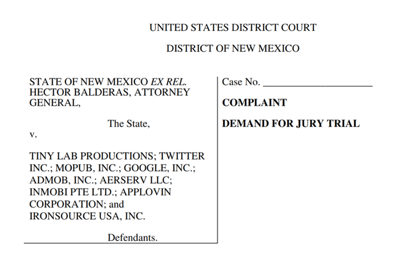 UNITED STATES DISTRICT COURT
DISTRICT OF NEW MEXICO
STATE OF NEW MEXICO EX REL.
HECTOR BALDERAS, ATTORNEY
GENERAL,
The State,
v.
TINY LAB PRODUCTIONS; TWITTER
INC.; MOPUB, INC.; GOOGLE, INC.;
ADMOB, INC.; AERSERV LLC;
INMOBI PTE LTD.; APPLOVIN
CORPORATION; and
IRONSOURCE USA, INC.
Defendants.
Case No. ______________________
COMPLAINT
DEMAND FOR JURY TRIAL